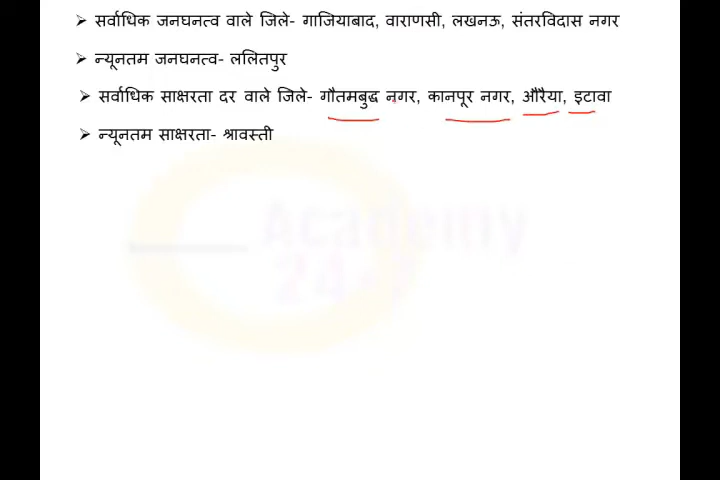 ➢ सर्वाधिक जनघनत्व वाले जिले- गाजियाबाद, वाराणसी, लखनऊ, संतरविदास नगर
➢ न्यूनतम जनघनत्व- ललितपुर
➢ सर्वाधिक साक्षरता दर वाले जिले- गौतमबुद्ध नगर, कानपूर नगर, औरैया, इटावा
➢ न्यूनतम साक्षरता- श्रावस्ती
Academy